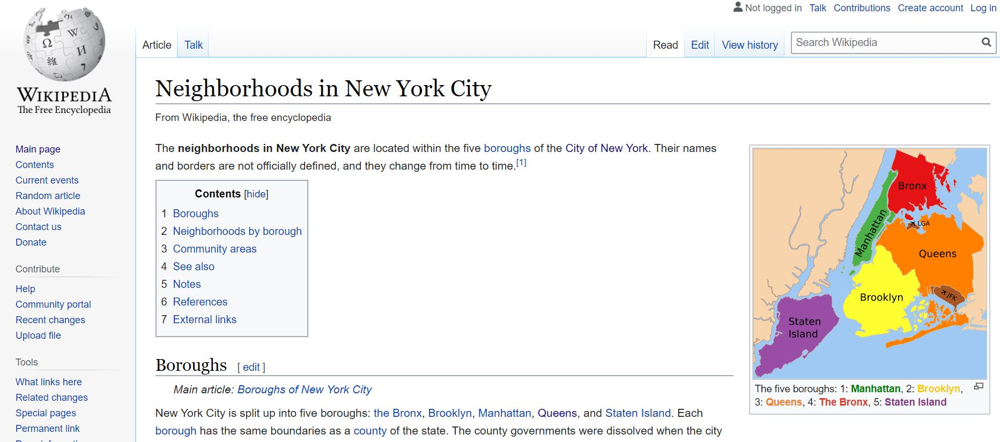 Not logged in Talk Contributions Create account Log in
Article Talk Read Edit View history Search Wikipedia
WIKIPEDIA
The Free Encyclopedia
Main page
Contents
Current events
Random article
About Wikipedia
Contact us
Donate
Contribute
Help
Community portal
Recent changes
Upload file
Tools
What links here
Related changes
Special pages
Permanent link
Neighborhoods in New York City
From Wikipedia, the free encyclopedia
The neighborhoods in New York City are located within the five boroughs of the City of New York. Their names
and borders are not officially defined, and they change from time to time.[1]
Contents [hide]
1 Boroughs
2 Neighborhoods by borough
3 Community areas
4 See also
5 Notes
6 References
7 External links
Boroughs [ edit ]
Main article: Boroughs of New York City
New York City is split up into five boroughs: the Bronx, Brooklyn, Manhattan, Queens, and Staten Island. Each
borough has the same boundaries as a county of the state. The county governments were dissolved when the city
Bronx
Manhattan
LGA
Queens
Brooklyn
JFK
Staten
Island
The five boroughs: 1: Manhattan, 2: Brooklyn,
3: Queens, 4: The Bronx, 5: Staten Island